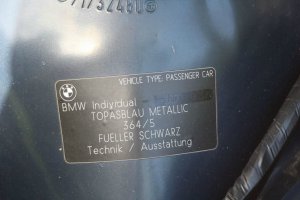 VEHICLE TYPE: PASSENGER CAR
BMW Individual
TOPASBLAU METALLIC
364/5
FUELLER SCHWARZ
Technik / Ausstattung